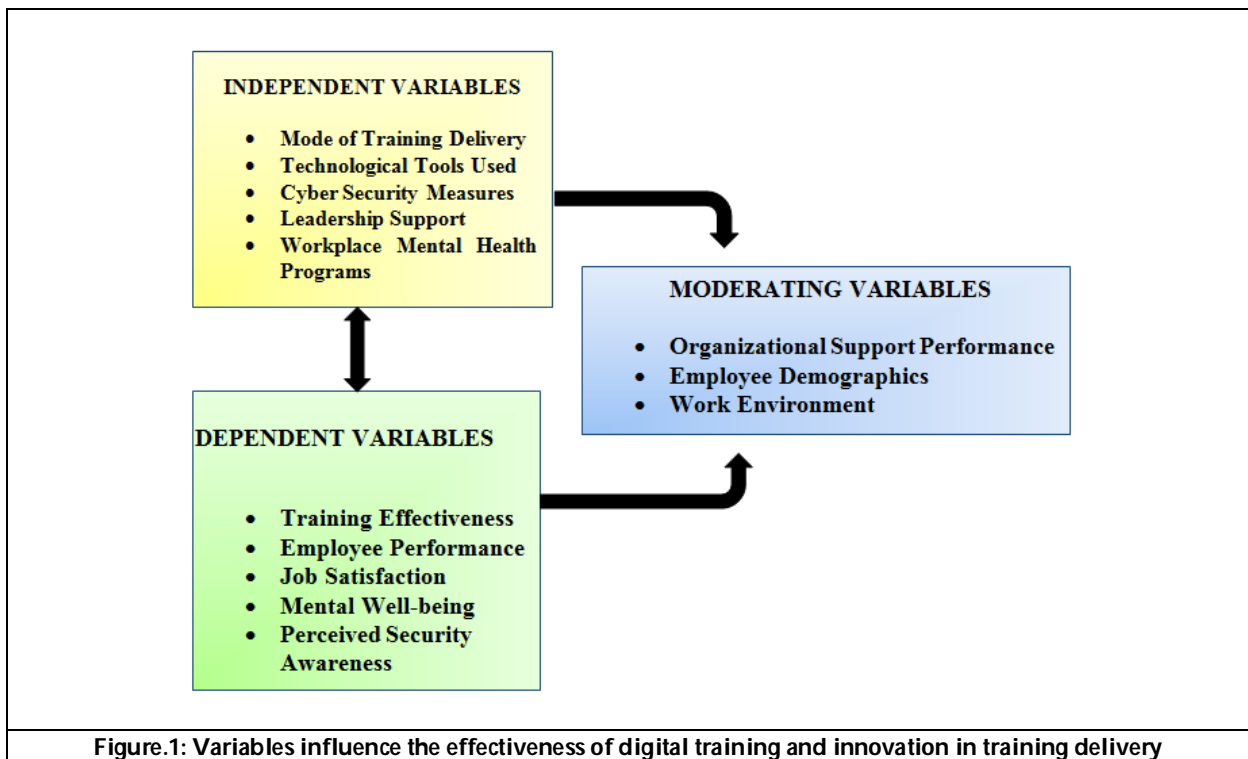 INDEPENDENT VARIABLES
• Mode of Training Delivery
• Technological Tools Used
• Cyber Security Measures
• Leadership Support
• Workplace Mental Health
Programs
MODERATING VARIABLES
• Organizational Support Performance
• Employee Demographics
• Work Environment
DEPENDENT VARIABLES
• Training Effectiveness
• Employee Performance
• Job Satisfaction
• Mental Well-being
• Perceived Security
Awareness
Figure.1: Variables influence the effectiveness of digital training and innovation in training delivery